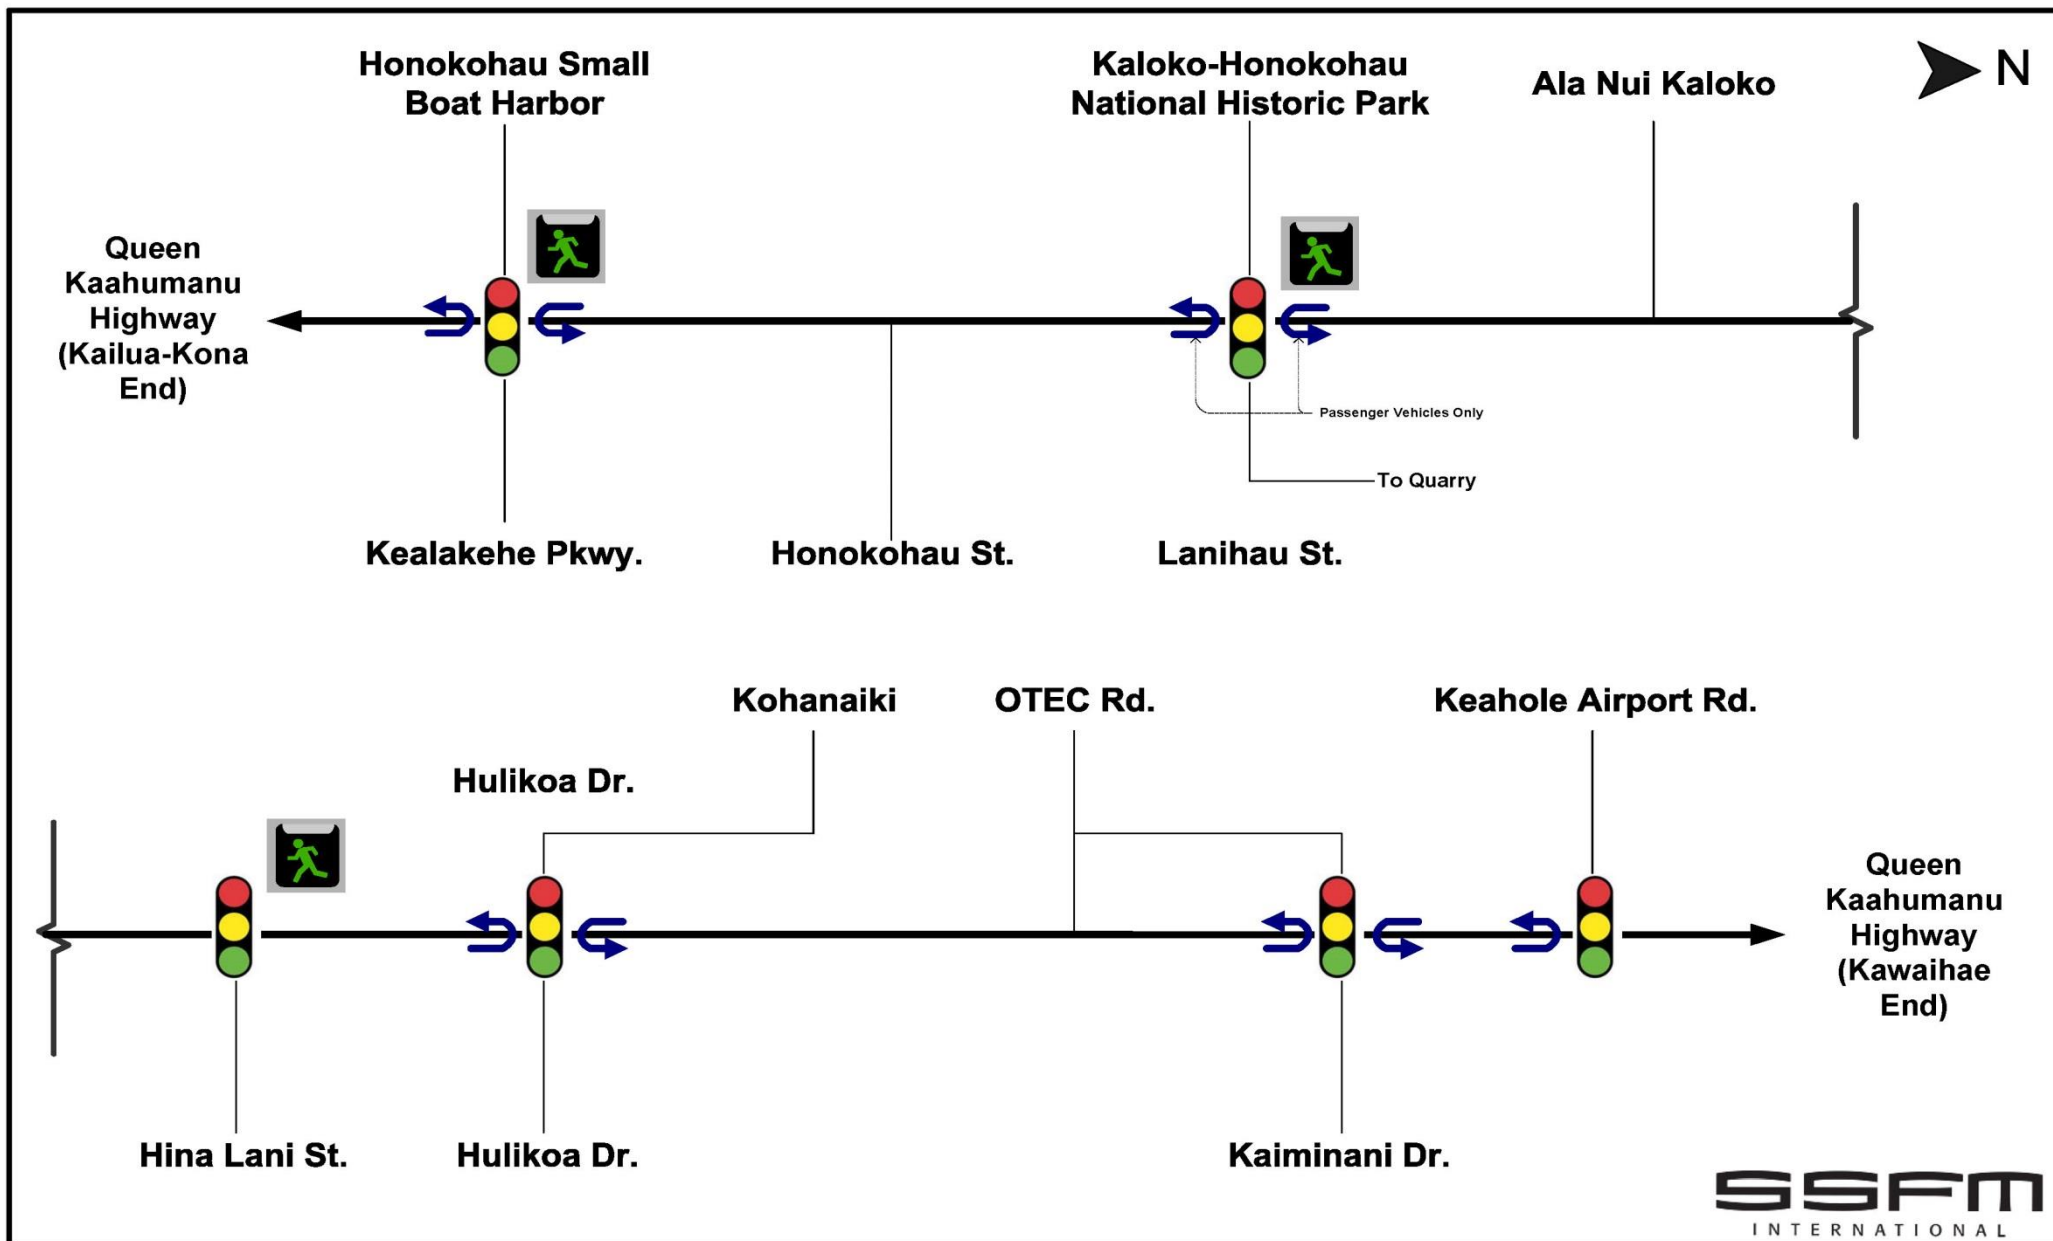 Honokohau Small
Boat Harbor
Kaloko-Honokohau
National Historic Park
Ala Nui Kaloko
N
Queen
Kaahumanu
Highway
(Kailua-Kona
End)
Passenger Vehicles Only
To Quarry
Kealakehe Pkwy.
Honokohau St.
Lanihau St.
Kohanaiki
OTEC Rd.
Keahole Airport Rd.
Hulikoa Dr.
Queen
Kaahumanu
Highway
(Kawaihae
End)
Hina Lani St.
Hulikoa Dr.
Kaiminani Dr.
SSFM
INTERNATIONAL